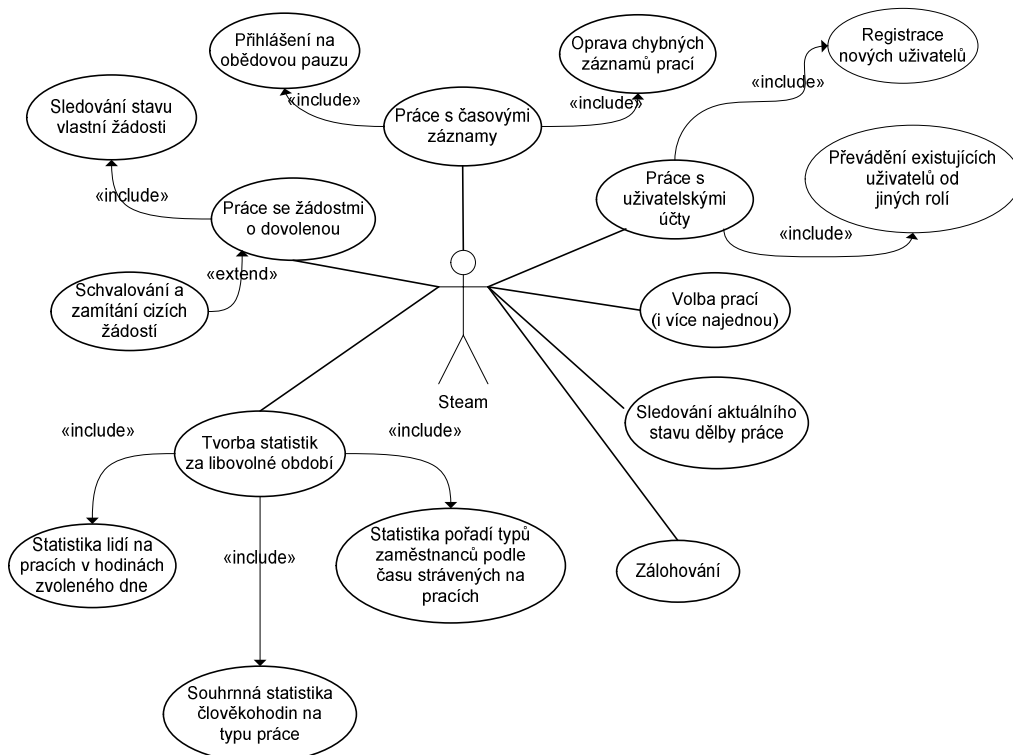 Přihlášení na
obědovou pauzu
Oprava chybných
záznamů prací
Registrace
nových uživatelů
«include»
Sledování stavu
vlastní žádosti
«include»
«include»
Práce s časovými
záznamy
Převádění existujících
uživatelů od
jiných rolí
Práce s
uživatelskými
účty
«include»
Práce se žádostmi
o dovolenou
«include»
«extend»
Schvalování a
zamítání cizích
žádostí
Volba prací
(i více najednou)
Steam
Sledování aktuálního
stavu dělby práce
«include»
«include»
Tvorba statistik
za libovolné období
Statistika lidí na
pracích v hodinách
zvoleného dne
«include»
Statistika pořadí typů
zaměstnanců podle
času strávených na
pracích
Zálohování
Souhrnná statistika
člověkohodin na
typu práce